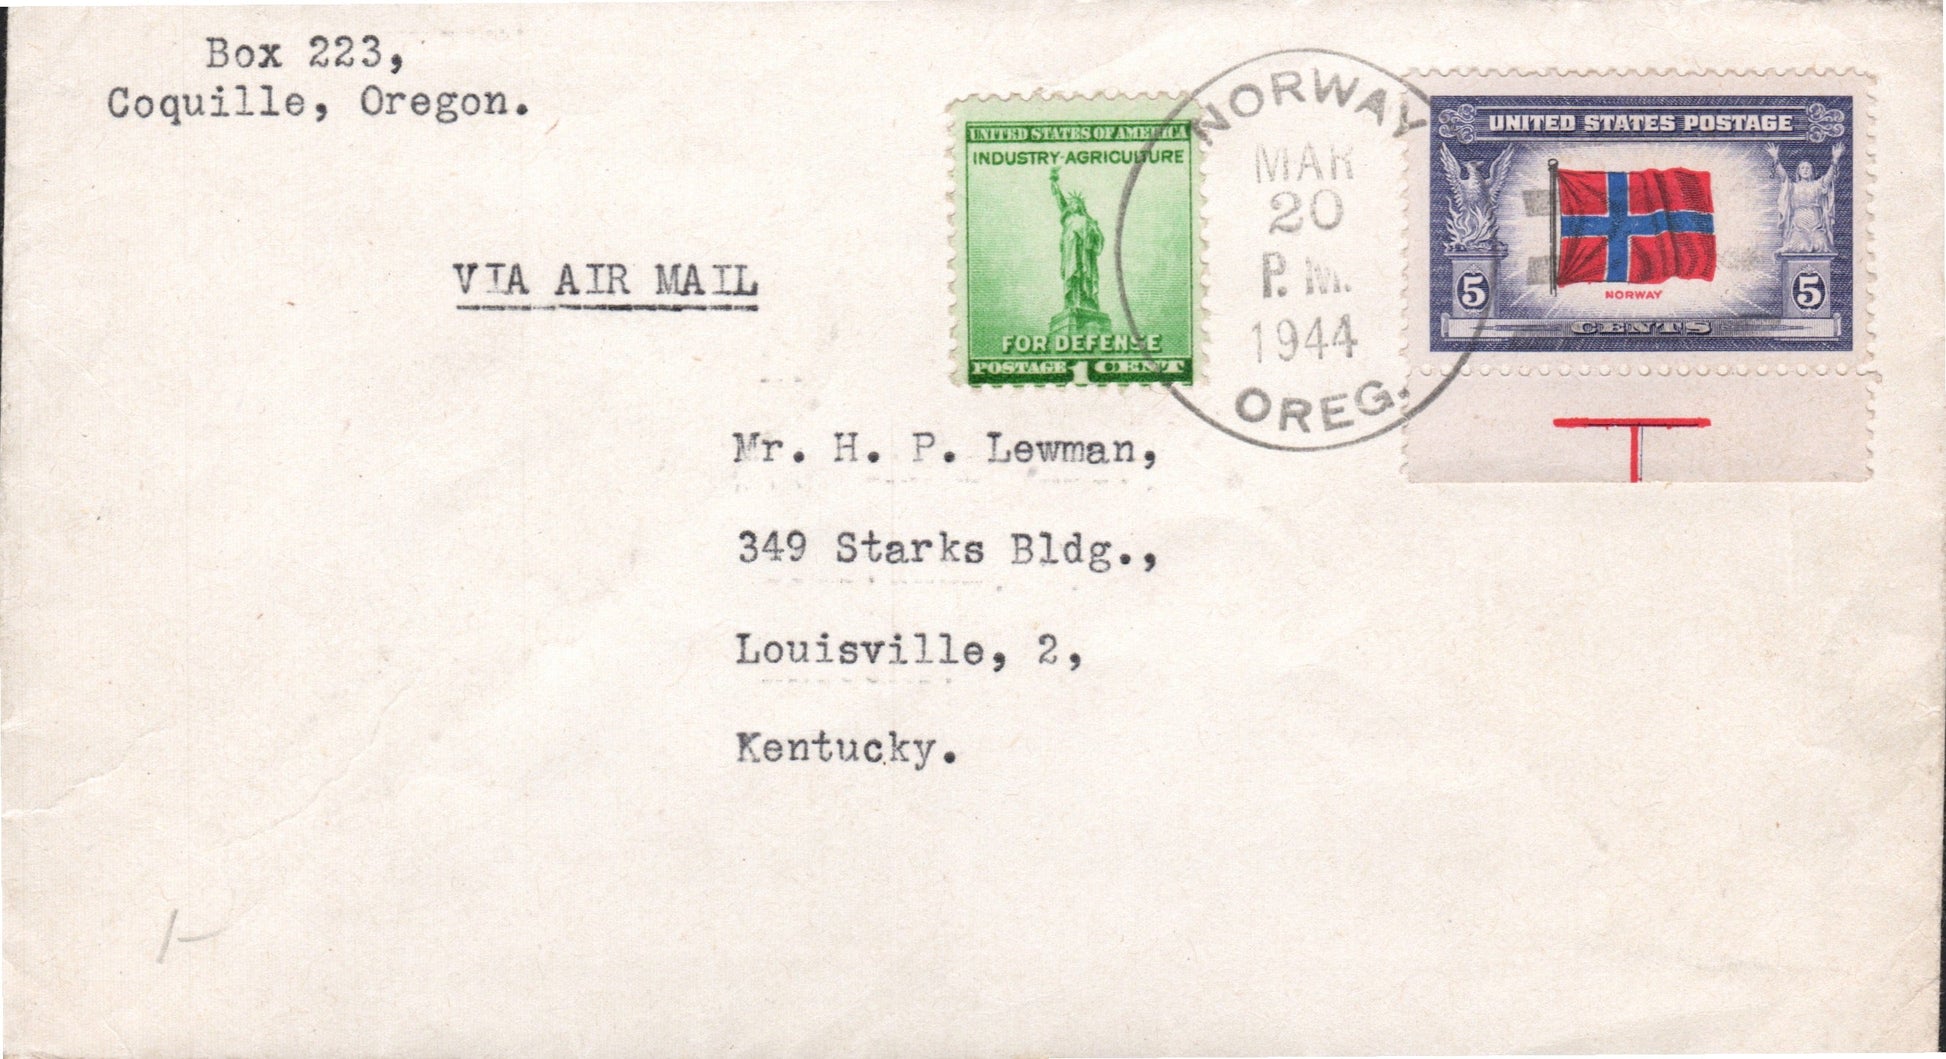 Box 223,
Coquille, Oregon.
VIA AIR MAIL
UNITED STATES OF AMERICA
INDUSTRY·AGRICULTURE
FOR DEFENSE
POSTAGE 1 CENT
NORWAY
MAR
20
P. M.
1944
OREG.
UNITED STATES POSTAGE
NORWAY
5 5
CENTS
Mr. H. P. Lewman,
349 Starks Bldg.,
Louisville, 2,
Kentucky.